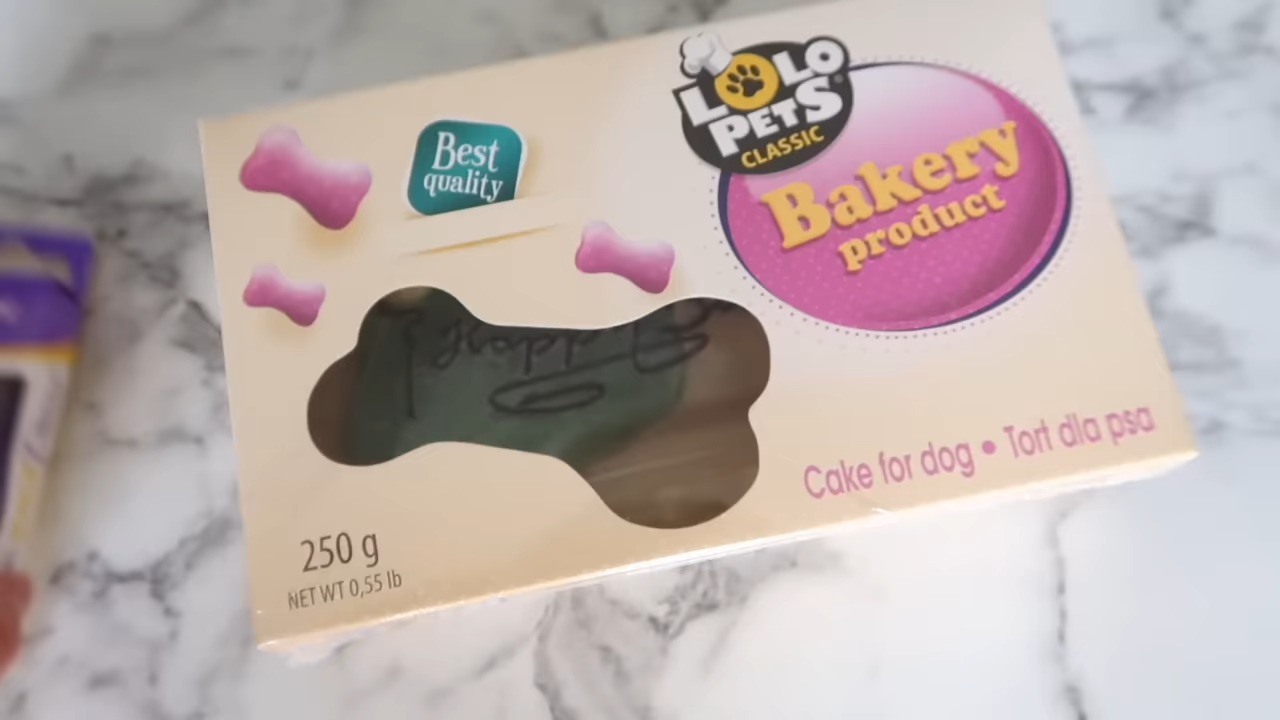 LOLO
PETS
CLASSIC
Best
quality
Bakery
product
Happy
Cake for dog • Tort dla psa
250 g
NET WT 0,55 lb